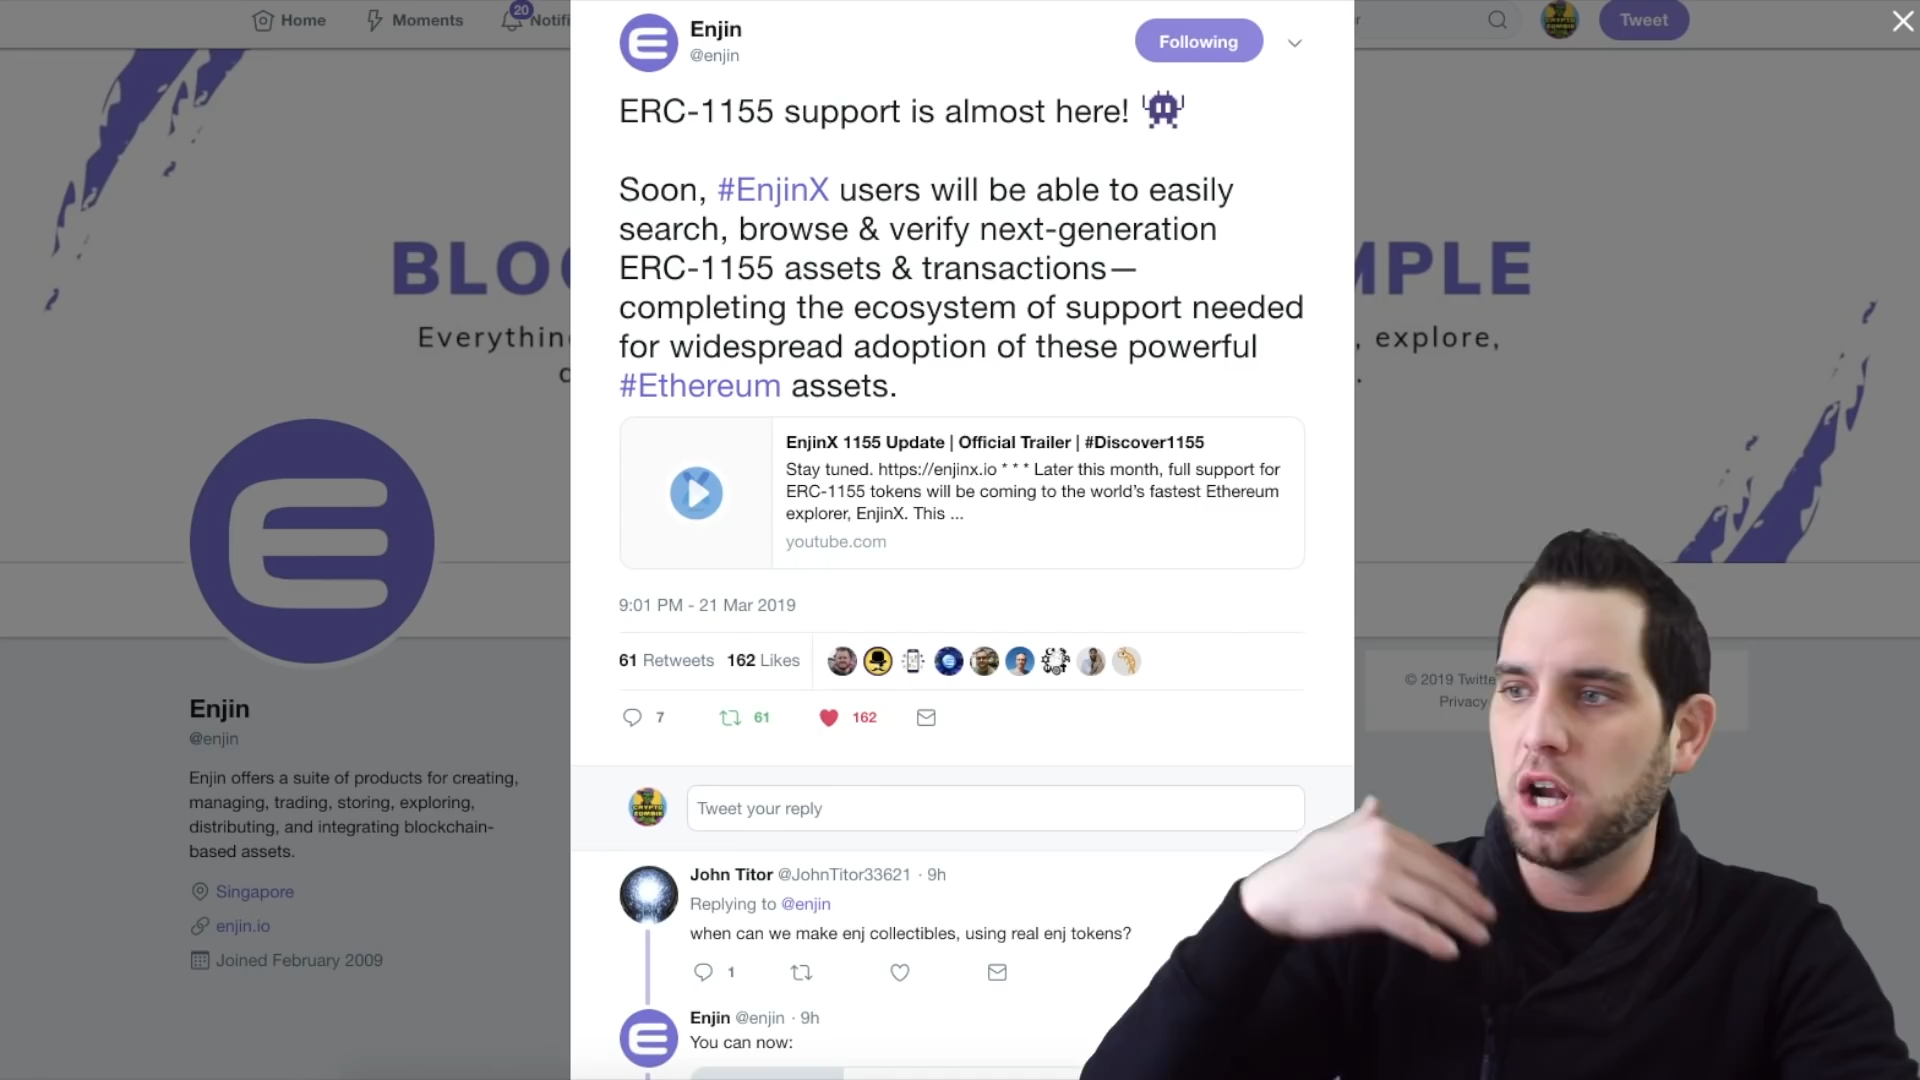 Home
Moments
20
Notifi
Tweet
Enjin
@enjin
Following
ERC-1155 support is almost here!
Soon, #EnjinX users will be able to easily
search, browse & verify next-generation
ERC-1155 assets & transactions—
completing the ecosystem of support needed
for widespread adoption of these powerful
#Ethereum assets.
EnjinX 1155 Update | Official Trailer | #Discover1155
Stay tuned. https://enjinx.io * * * Later this month, full support for
ERC-1155 tokens will be coming to the world's fastest Ethereum
explorer, EnjinX. This ...
youtube.com
9:01 PM - 21 Mar 2019
61 Retweets 162 Likes
7 61 162
Tweet your reply
John Titor @JohnTitor33621 · 9h
Replying to @enjin
when can we make enj collectibles, using real enj tokens?
1
Enjin @enjin · 9h
You can now:
BLO
MPLE
Everythin
, explore,
Enjin
@enjin
Enjin offers a suite of products for creating,
managing, trading, storing, exploring,
distributing, and integrating blockchain-
based assets.
Singapore
enjin.io
Joined February 2009
© 2019 Twitte
Privacy
CRYPTO
ZOMBIE